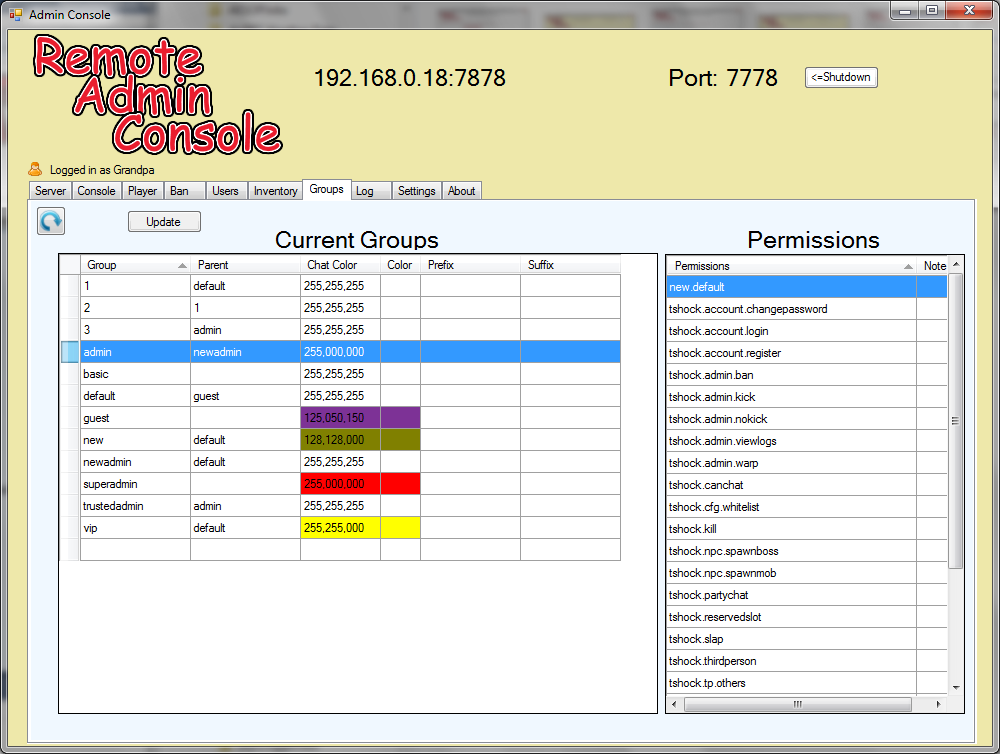 Admin Console
Remote
Admin
Console
192.168.0.18:7878
Port: 7778
<=Shutdown
Logged in as Grandpa
Server Console Player Ban Users Inventory Groups Log Settings About
Update
Current Groups
Group Parent Chat Color Color Prefix Suffix
1 default 255,255,255
2 1 255,255,255
3 admin 255,255,255
admin newadmin 255,000,000
basic 255,255,255
default guest 255,255,255
guest 125,050,150
new default 128,128,000
newadmin default 255,255,255
superadmin 255,000,000
trustedadmin admin 255,255,255
vip default 255,255,000
Permissions
Permissions Note
new.default
tshock.account.changepassword
tshock.account.login
tshock.account.register
tshock.admin.ban
tshock.admin.kick
tshock.admin.nokick
tshock.admin.viewlogs
tshock.admin.warp
tshock.canchat
tshock.cfg.whitelist
tshock.kill
tshock.npc.spawnboss
tshock.npc.spawnmob
tshock.partychat
tshock.reservedslot
tshock.slap
tshock.thirdperson
tshock.tp.others